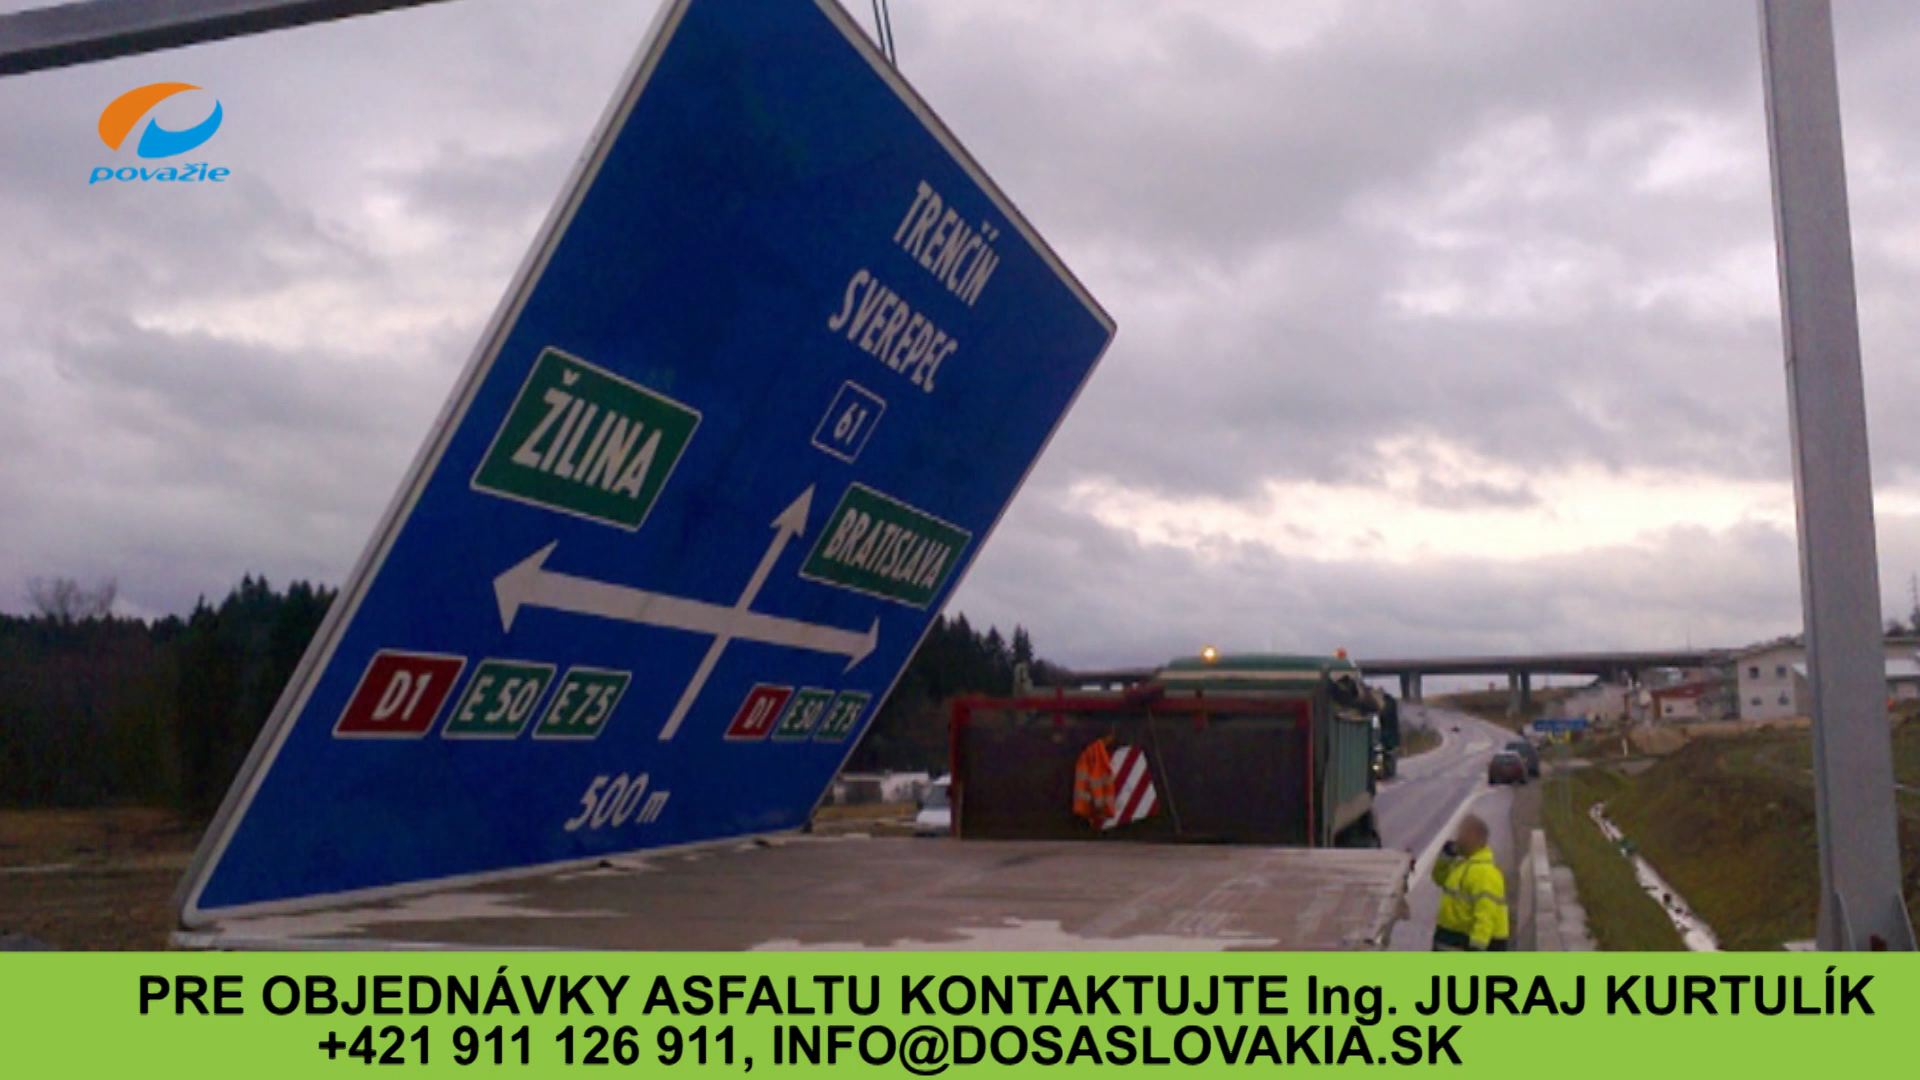 považie
TRENČÍN
SVEREPEC
61
ŽILINA
BRATISLAVA
D1 E 50 E 75
D1 E 50 E 75
500 m
PRE OBJEDNÁVKY ASFALTU KONTAKTUJTE Ing. JURAJ KURTULÍK
+421 911 126 911, INFO@DOSASLOVAKIA.SK